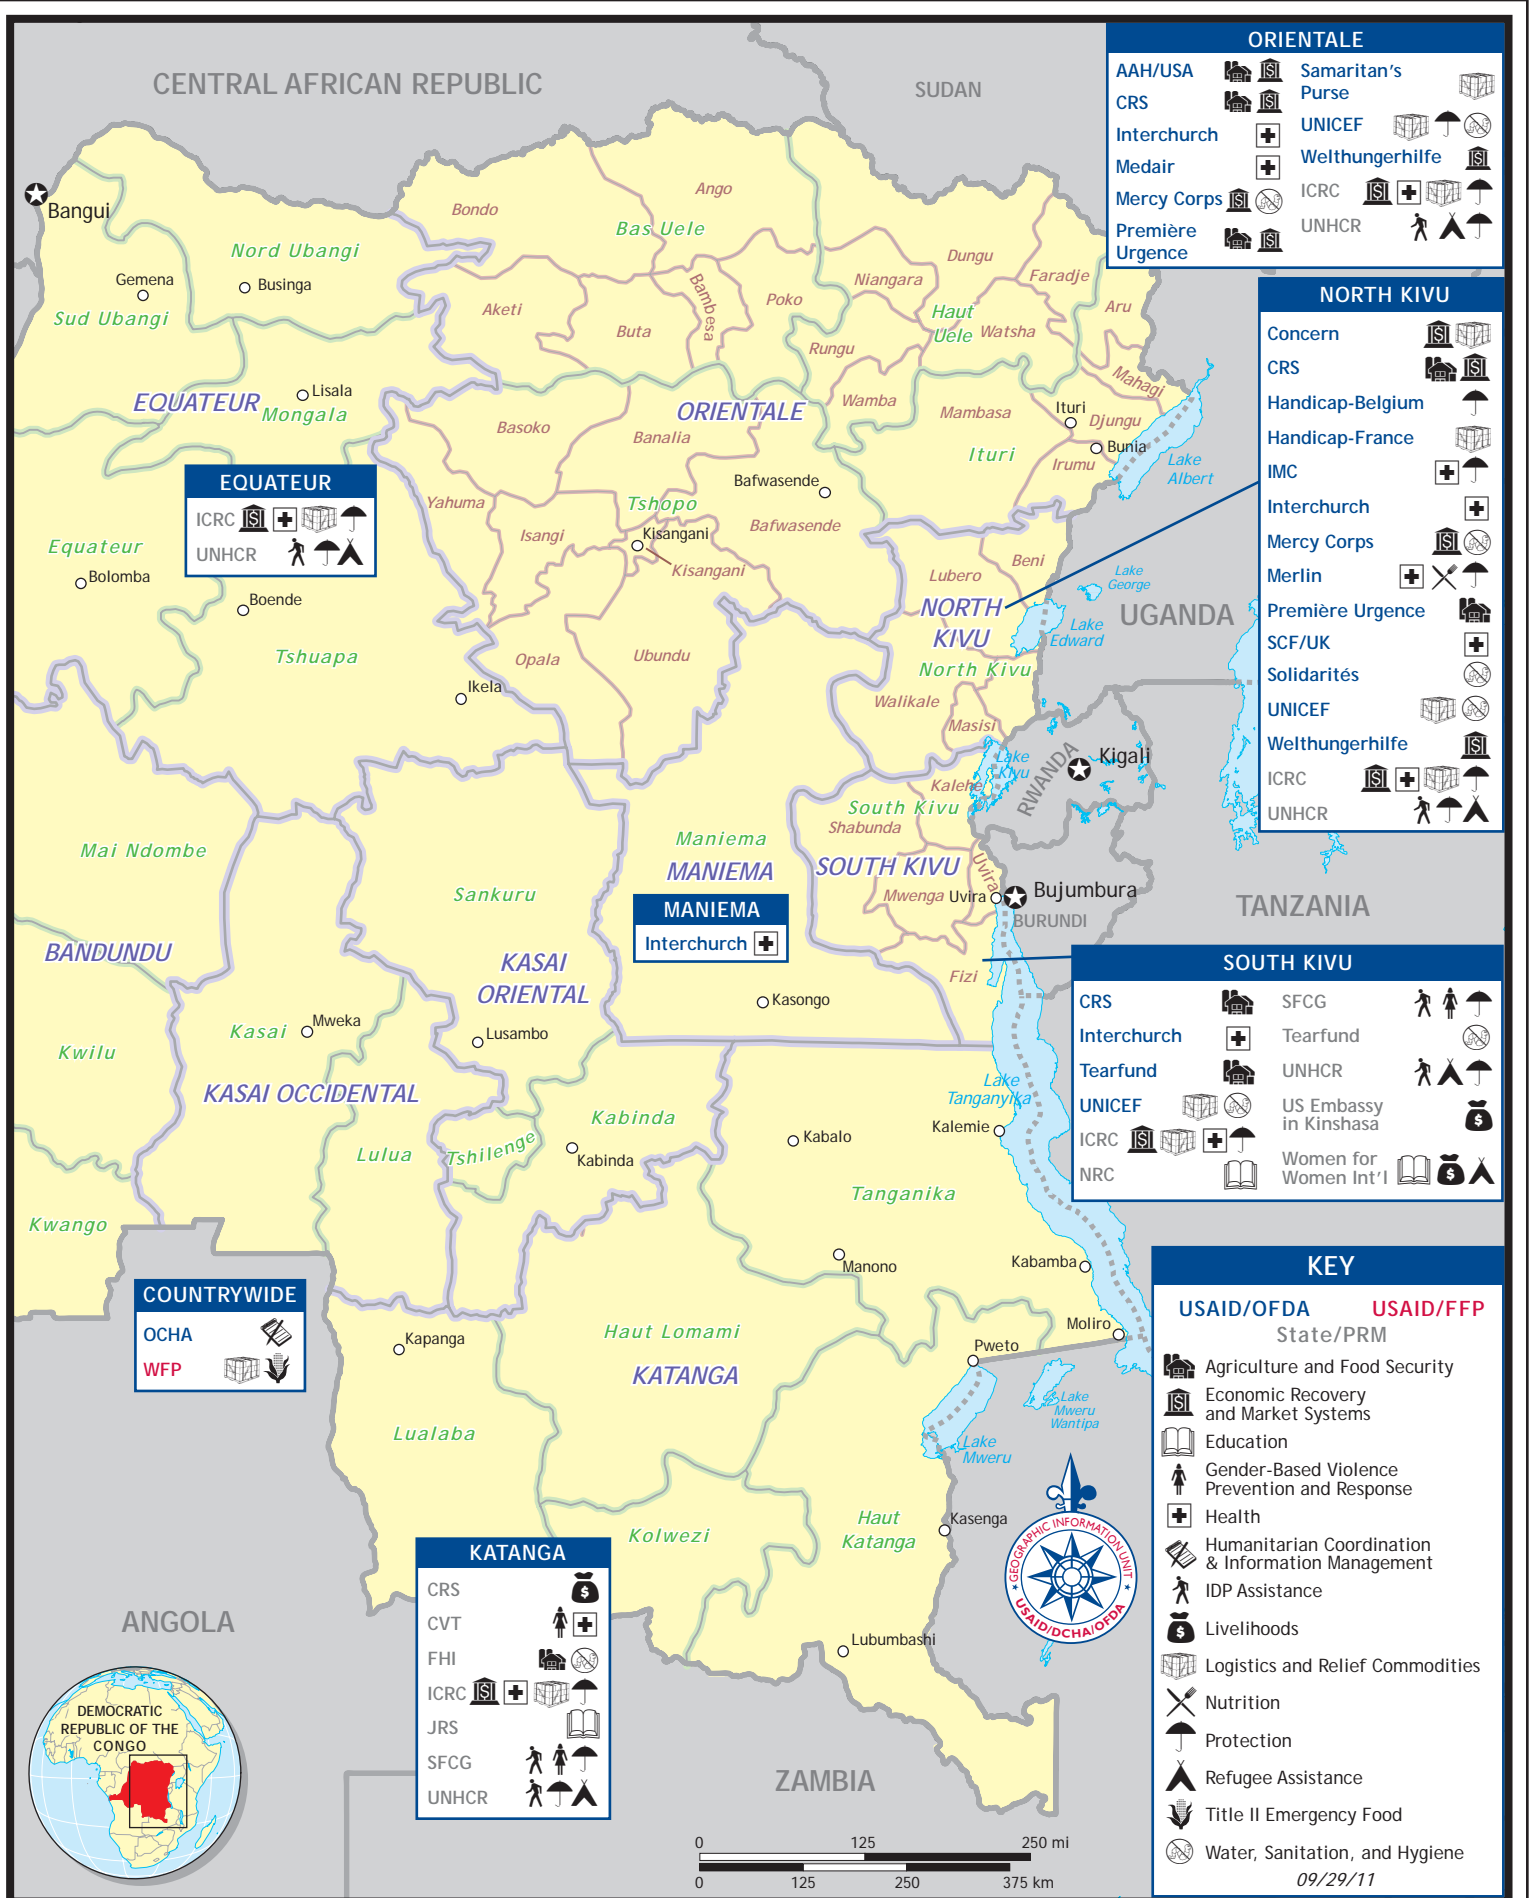 CENTRAL AFRICAN REPUBLIC
SUDAN
ORIENTALE
AAH/USA
CRS
Interchurch
Medair
Mercy Corps
Première
Urgence
Samaritan's
Purse
UNICEF
Welthungerhilfe
ICRC
UNHCR
NORTH KIVU
Concern
CRS
Handicap-Belgium
Handicap-France
IMC
Interchurch
Mercy Corps
Merlin
Première Urgence
SCF/UK
Solidarités
UNICEF
Welthungerhilfe
ICRC
UNHCR
Bangui
Bondo
Ango
Bas Uele
Nord Ubangi
Gemena
Businga
Sud Ubangi
Aketi
Buta
Bambesa
Poko
Niangara
Dungu
Faradje
Aru
Haut
Uele
Watsha
Rungu
Mahagi
EQUATEUR
Lisala
Mongala
ORIENTALE
Wamba
Mambasa
Ituri
Djungu
Basoko
Banalia
Bunia
Ituri
Irumu
Lake
Albert
EQUATEUR
ICRC
UNHCR
Bafwasende
Yahuma
Tshopo
Bafwasende
Isangi
Kisangani
Kisangani
Equateur
Bolomba
Boende
Beni
Lubero
Lake
George
NORTH
KIVU
UGANDA
Lake
Edward
Tshuapa
Opala
Ubundu
North Kivu
Ikela
Walikale
Masisi
Lake
Kivu
RWANDA
Kigali
Kalehe
South Kivu
Shabunda
Mai Ndombe
Maniema
MANIEMA
SOUTH KIVU
Uvira
Sankuru
Mwenga
Uvira
Bujumbura
BURUNDI
TANZANIA
MANIEMA
Interchurch
BANDUNDU
KASAI
ORIENTAL
Fizi
SOUTH KIVU
CRS
Interchurch
Tearfund
UNICEF
ICRC
NRC
SFCG
Tearfund
UNHCR
US Embassy
in Kinshasa
Women for
Women Int'l
Kasongo
Kasai
Mweka
Lusambo
Kwilu
KASAI OCCIDENTAL
Lake
Tanganyika
Kabinda
Kalemie
Kabalo
Lulua
Tshilenge
Kabinda
Tanganika
Kwango
Manono
Kabamba
COUNTRYWIDE
OCHA
WFP
Kapanga
Haut Lomami
KATANGA
Moliro
Pweto
Lake
Mweru
Wantipa
Lualaba
Lake
Mweru
KEY
USAID/OFDA
USAID/FFP
State/PRM
Agriculture and Food Security
Economic Recovery
and Market Systems
Education
Gender-Based Violence
Prevention and Response
Health
Humanitarian Coordination
& Information Management
IDP Assistance
Livelihoods
Logistics and Relief Commodities
Nutrition
Protection
Refugee Assistance
Title II Emergency Food
Water, Sanitation, and Hygiene
09/29/11
Kolwezi
Haut
Katanga
Kasenga
GEOGRAPHIC INFORMATION UNIT
USAID/DCHA/OFDA
KATANGA
CRS
CVT
FHI
ICRC
JRS
SFCG
UNHCR
Lubumbashi
ANGOLA
DEMOCRATIC
REPUBLIC OF THE
CONGO
ZAMBIA
0 125 250 mi
0 125 250 375 km